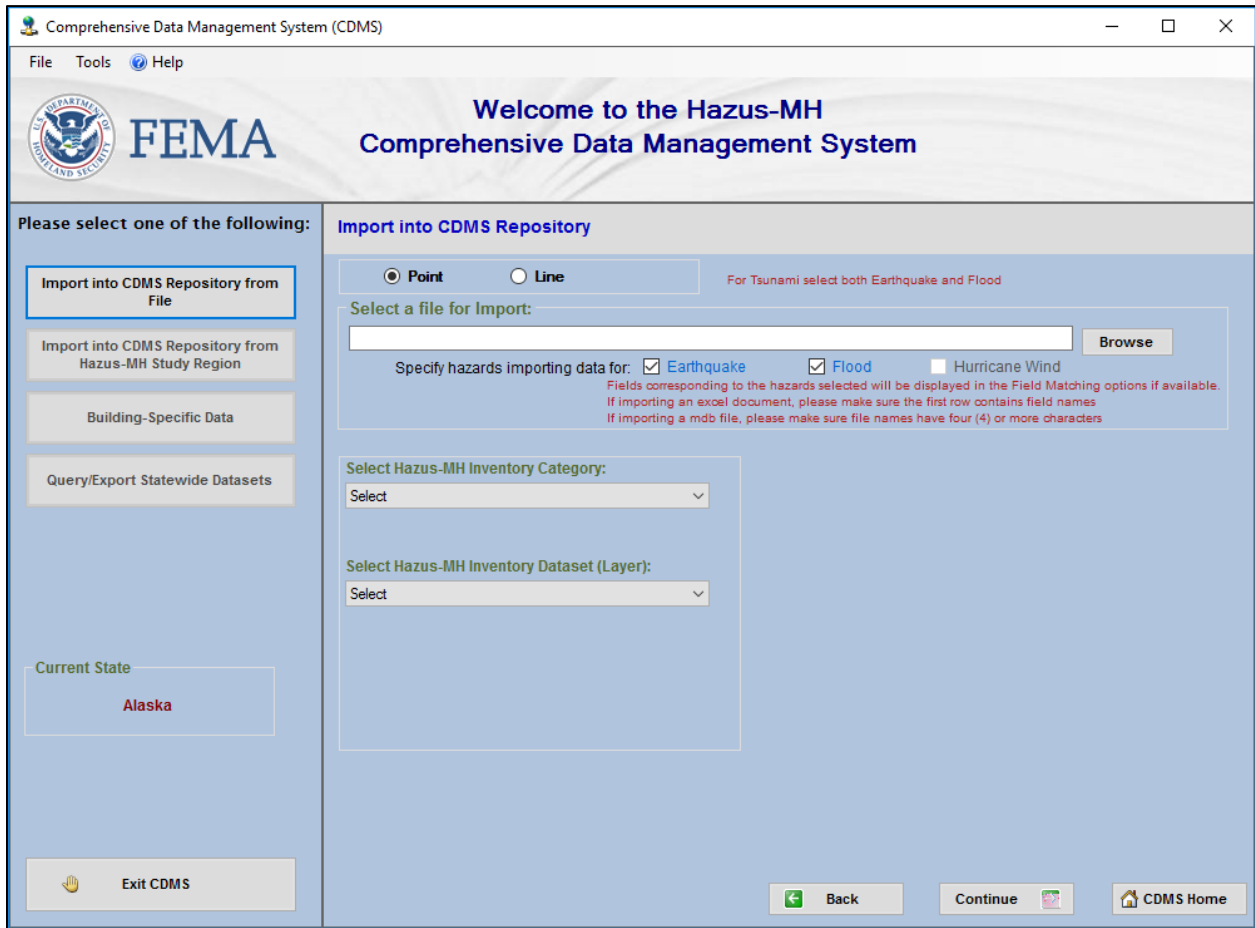 Comprehensive Data Management System (CDMS)
File Tools Help
U.S. DEPARTMENT OF HOMELAND SECURITY
FEMA
Welcome to the Hazus-MH
Comprehensive Data Management System
Please select one of the following:
Import into CDMS Repository from
File
Import into CDMS Repository from
Hazus-MH Study Region
Building-Specific Data
Query/Export Statewide Datasets
Current State
Alaska
Exit CDMS
Import into CDMS Repository
Point Line
For Tsunami select both Earthquake and Flood
Select a file for Import:
Browse
Specify hazards importing data for: Earthquake Flood Hurricane Wind
Fields corresponding to the hazards selected will be displayed in the Field Matching options if available.
If importing an excel document, please make sure the first row contains field names
If importing a mdb file, please make sure file names have four (4) or more characters
Select Hazus-MH Inventory Category:
Select
Select Hazus-MH Inventory Dataset (Layer):
Select
Back Continue CDMS Home